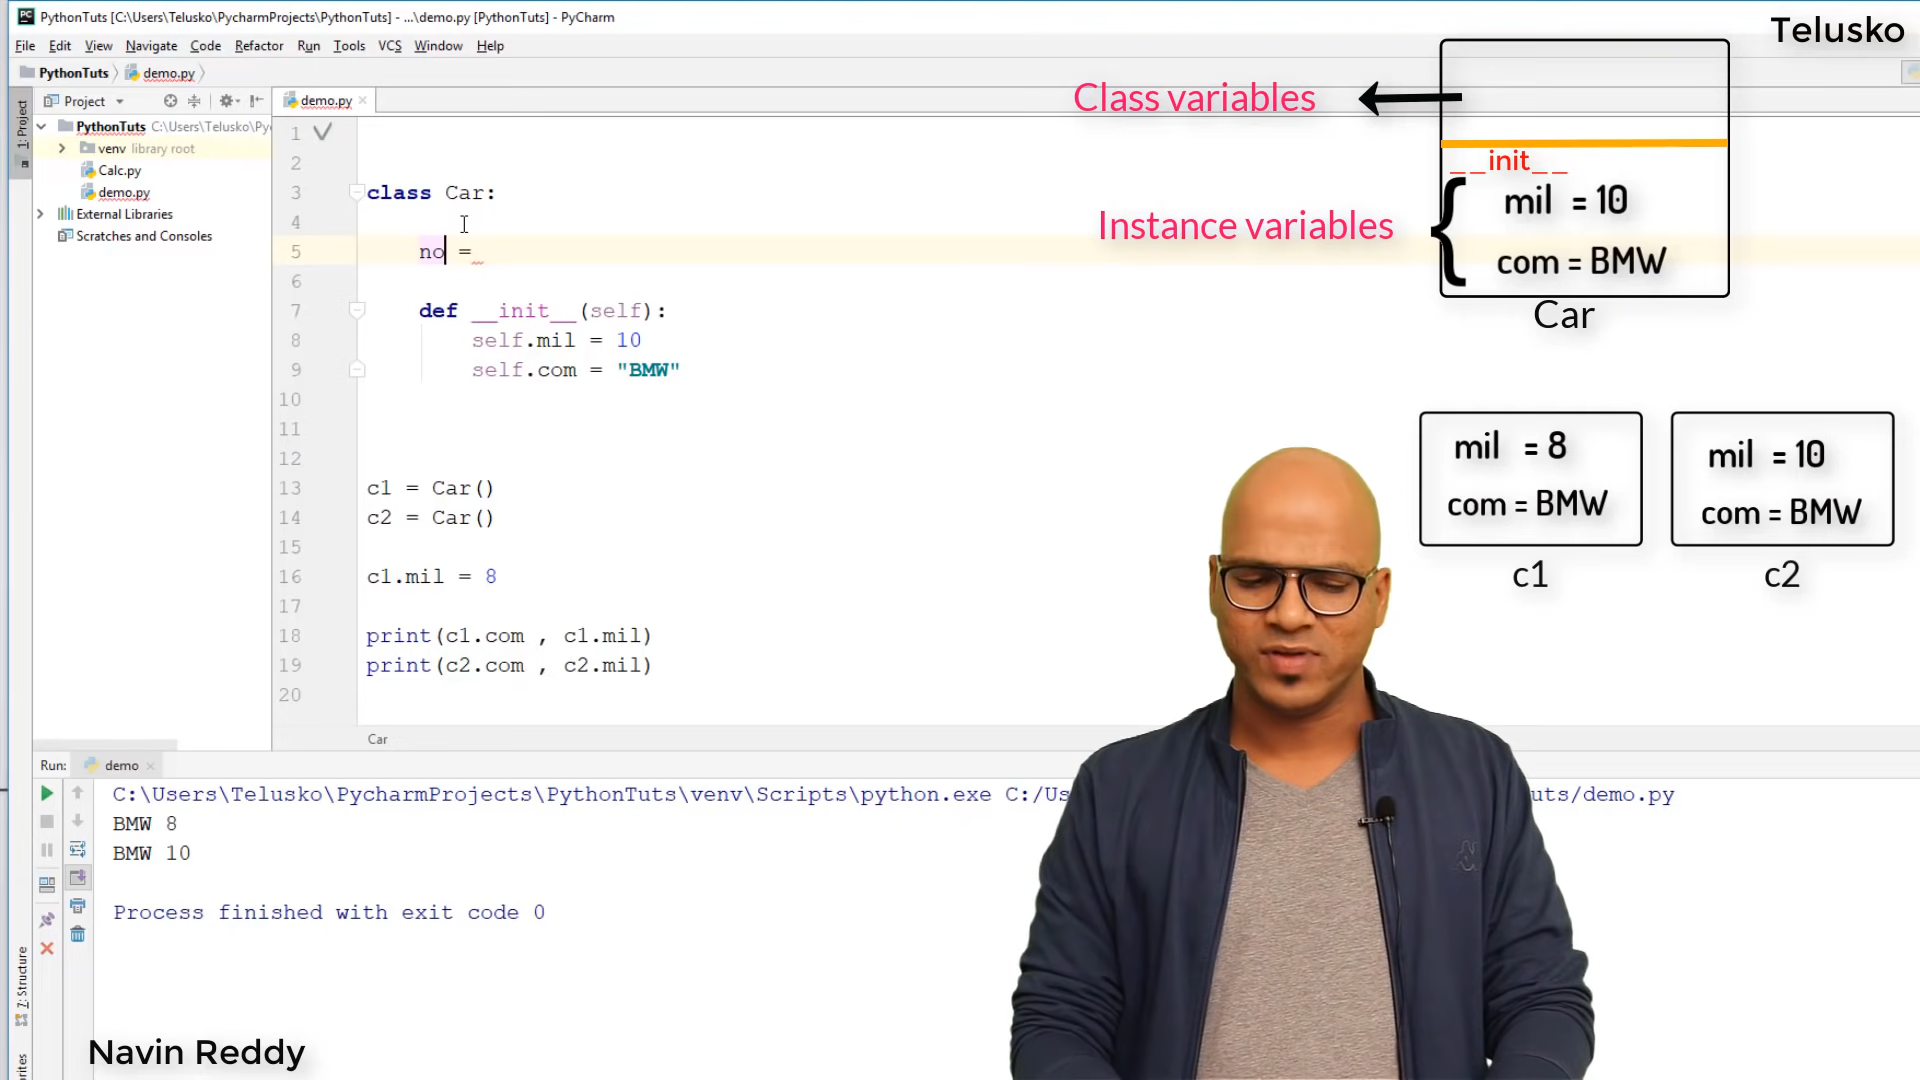 PythonTuts [C:\Users\Telusko\PycharmProjects\PythonTuts] - ...\demo.py [PythonTuts] - PyCharm
Telusko
File Edit View Navigate Code Refactor Run Tools VCS Window Help
PythonTuts demo.py
Project
demo.py
1: Project
PythonTuts C:\Users\Telusko\Py
venv library root
Calc.py
demo.py
External Libraries
Scratches and Consoles
1
2
3 class Car:
4
5 no =
6
7 def __init__(self):
8 self.mil = 10
9 self.com = "BMW"
10
11
12
13 c1 = Car()
14 c2 = Car()
15
16 c1.mil = 8
17
18 print(c1.com , c1.mil)
19 print(c2.com , c2.mil)
20
Car
Class variables
__init__
Instance variables
mil = 10
com = BMW
Car
mil = 8
com = BMW
c1
mil = 10
com = BMW
c2
Run: demo
C:\Users\Telusko\PycharmProjects\PythonTuts\venv\Scripts\python.exe C:/Us
uts/demo.py
BMW 8
BMW 10
Process finished with exit code 0
7: Structure
rites
Navin Reddy